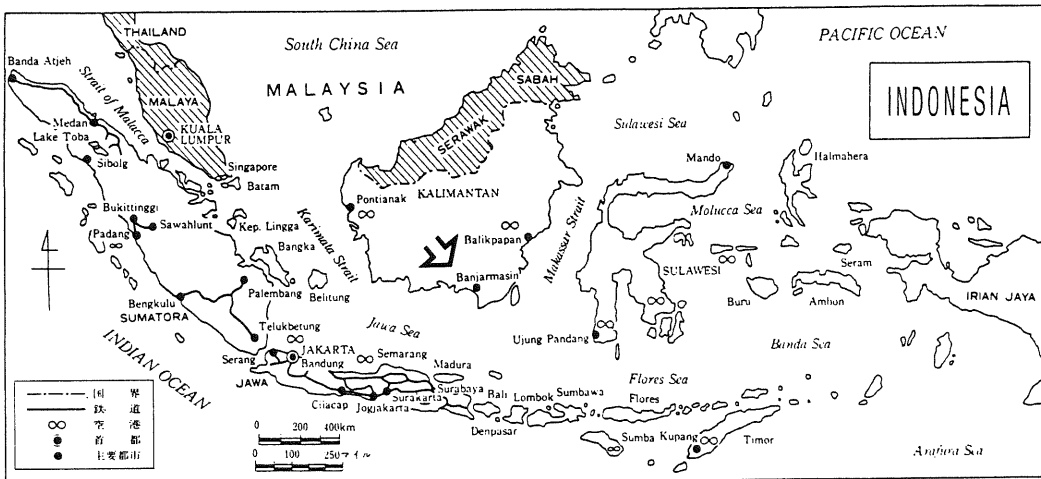 THAILAND
South China Sea
PACIFIC OCEAN
INDONESIA
Banda Atjeh
Strait of Malucca
MALAYA
MALAYSIA
SABAH
SERAWAK
KUALA
LUMPUR
Medan
Lake Toba
Sibolg
Sulawesi Sea
Mando
Halmahera
Singapore
Batam
Pontianak
KALIMANTAN
Molucca Sea
Bukittinggi
Sawahlunt
Padang
Kep. Lingga
Bangka
Karimata Strait
Balikpapan
Makassar Strait
SULAWESI
Seram
Banjarmasin
Palembang
Belitung
Buru
Ambon
IRIAN JAYA
Bengkulu
SUMATORA
Telukbetung
Jawa Sea
Ujung Pandang
Banda Sea
INDIAN OCEAN
Serang
JAKARTA
Semarang
Bandung
Madura
JAWA
Surabaya
Surakarta
Cilacap
Jogjakarta
Bali
Lombok
Sumbawa
Flores Sea
Flores
Denpasar
Sumba
Kupang
Timor
Arafura Sea
国 界
鉄 道
空 港
首 都
主要都市
0 200 400km
0 100 250マイル